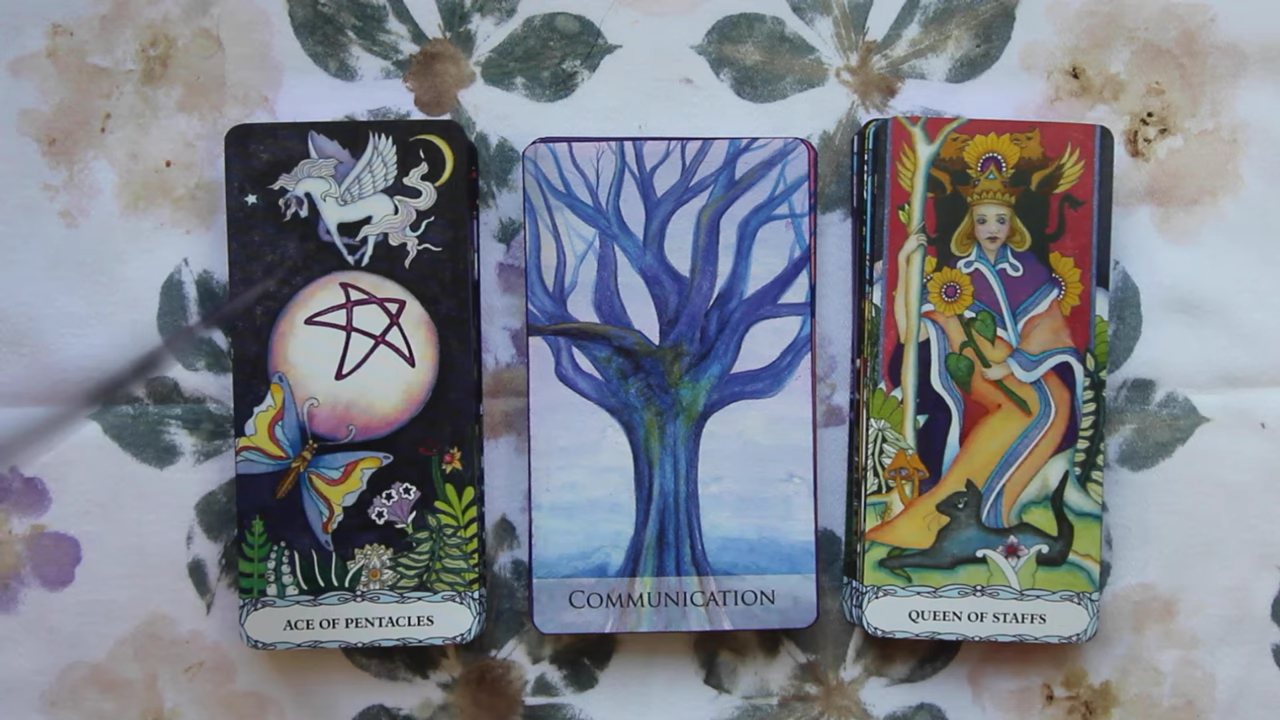 ACE OF PENTACLES
COMMUNICATION
QUEEN OF STAFFS